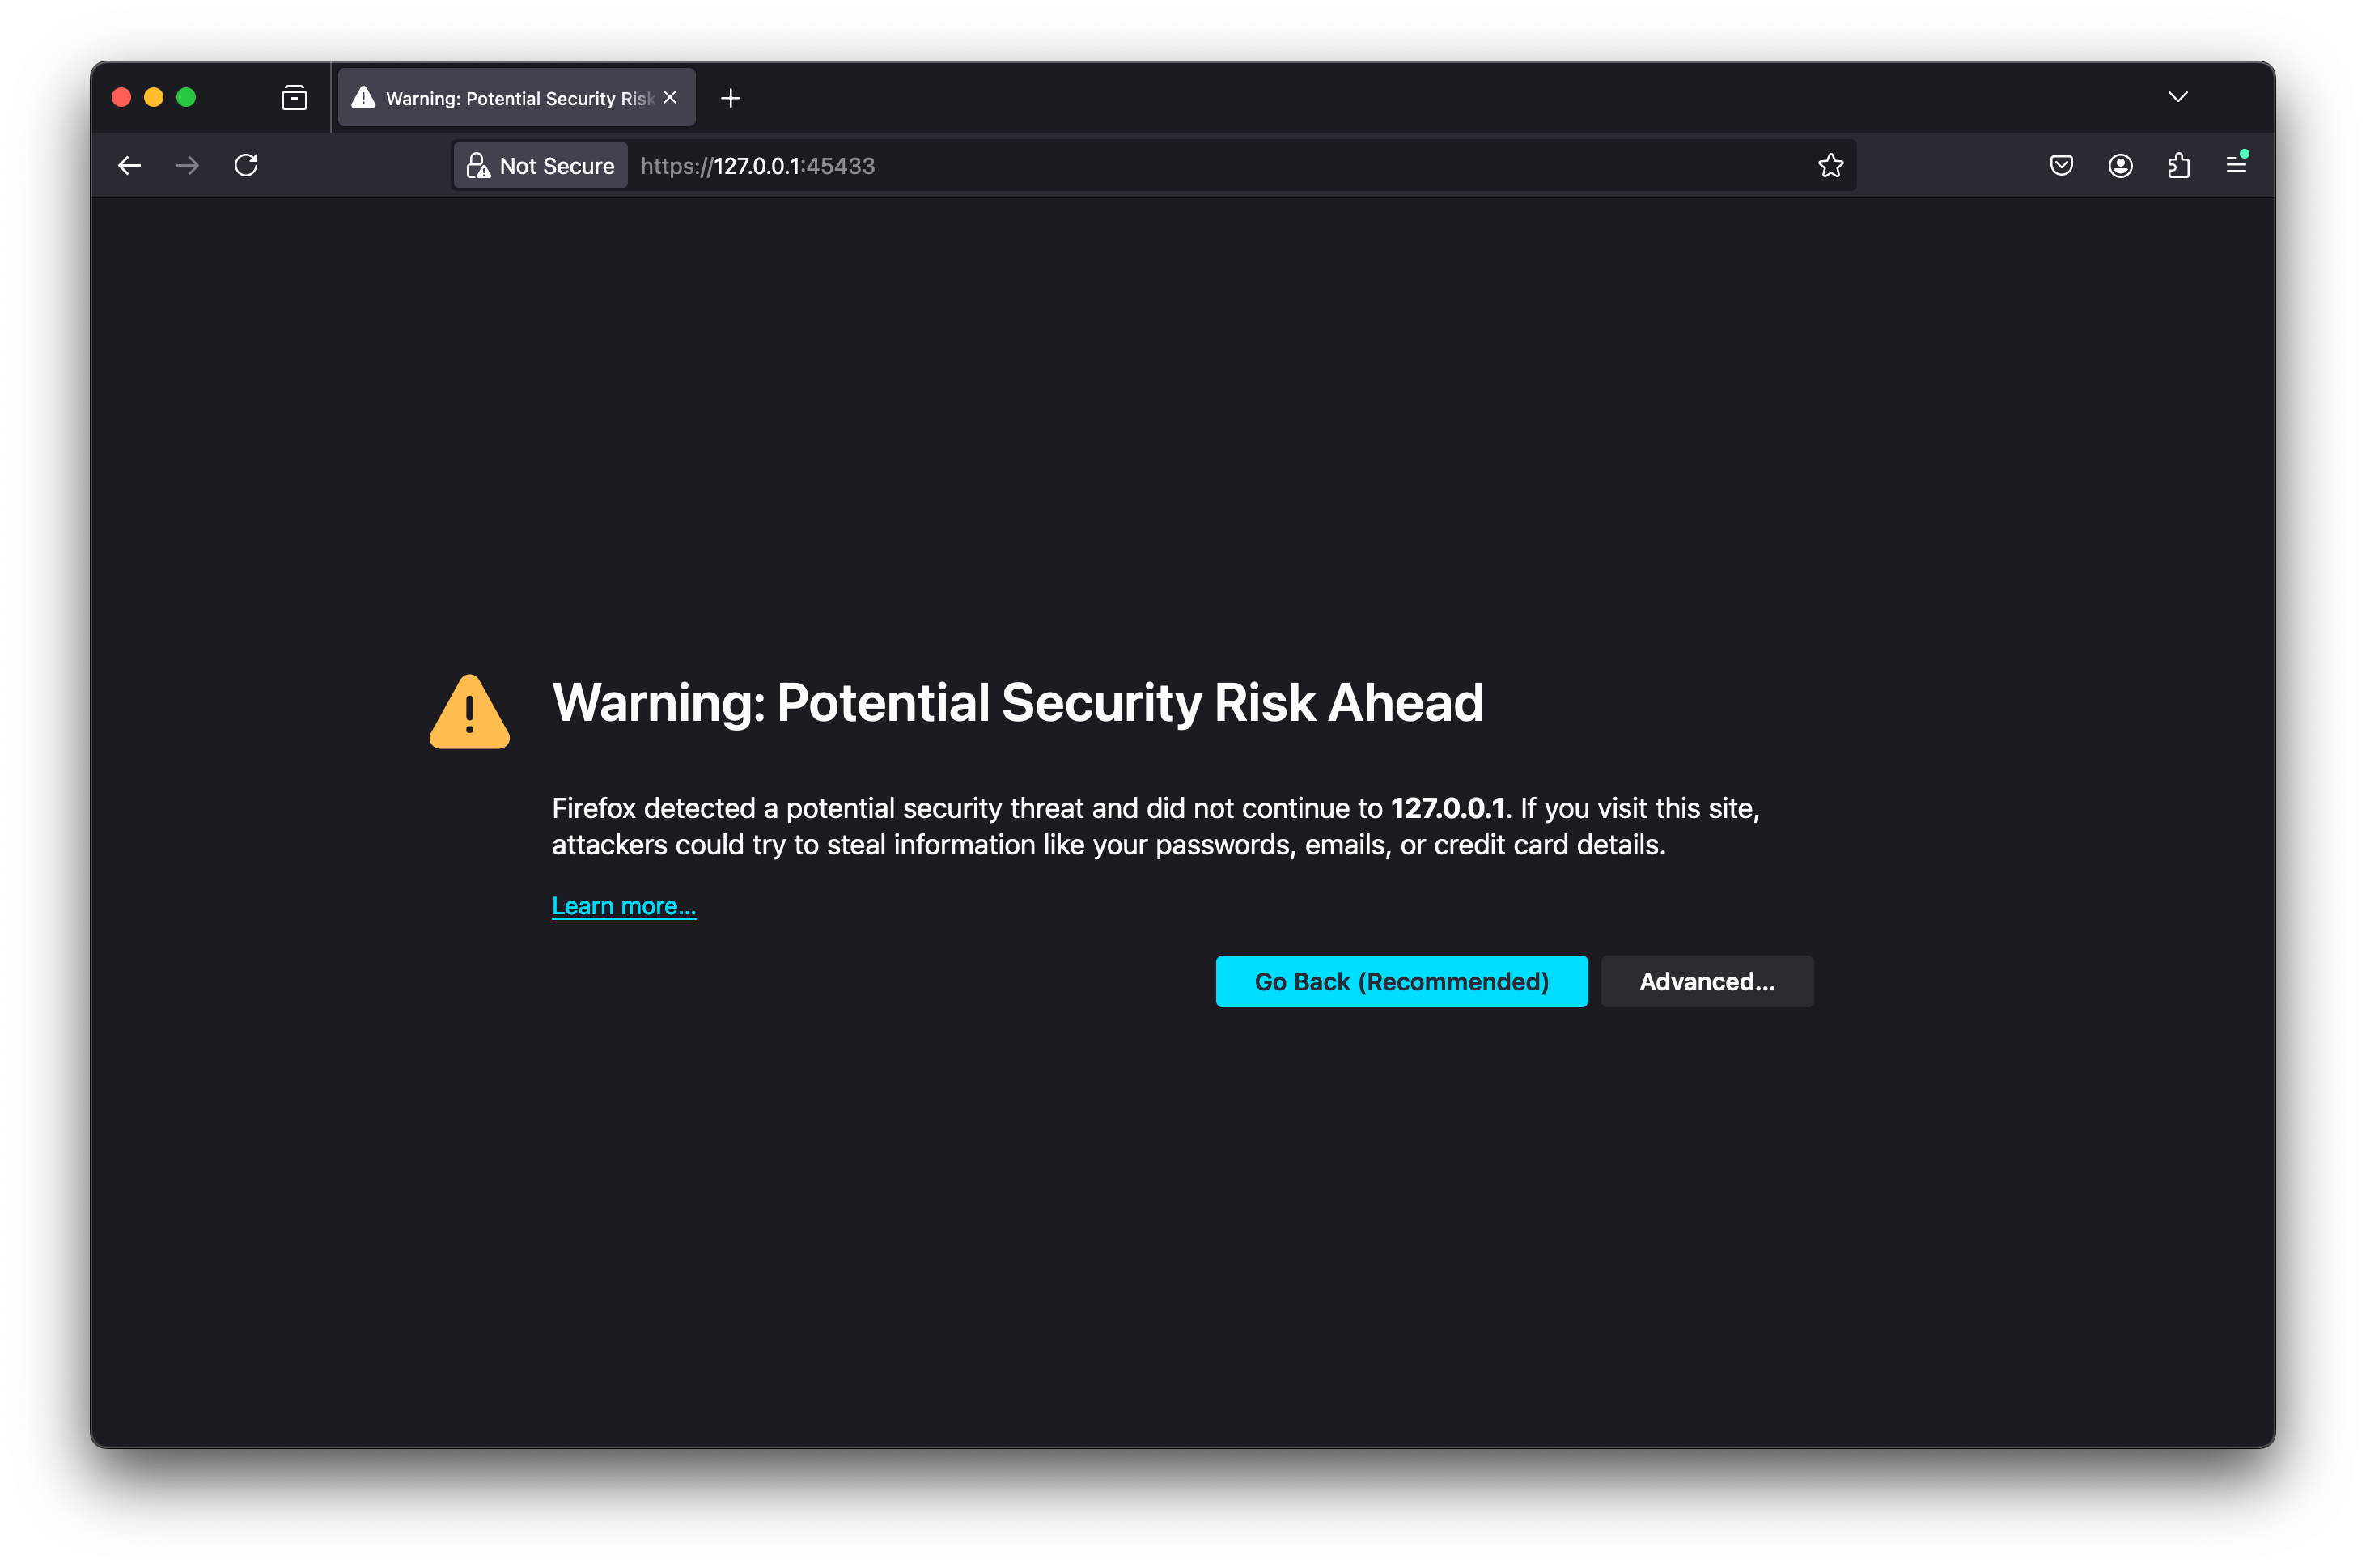 Warning: Potential Security Risk
Not Secure
https://127.0.0.1:45433
Warning: Potential Security Risk Ahead
Firefox detected a potential security threat and did not continue to 127.0.0.1. If you visit this site,
attackers could try to steal information like your passwords, emails, or credit card details.
Learn more…
Go Back (Recommended)
Advanced…